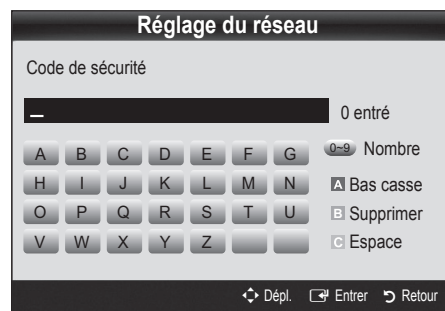 Réglage du réseau
Code de sécurité
_ 0 entré
A B C D E F G 0~9 Nombre
H I J K L M N A Bas casse
O P Q R S T U B Supprimer
V W X Y Z C Espace
Dépl. Entrer Retour